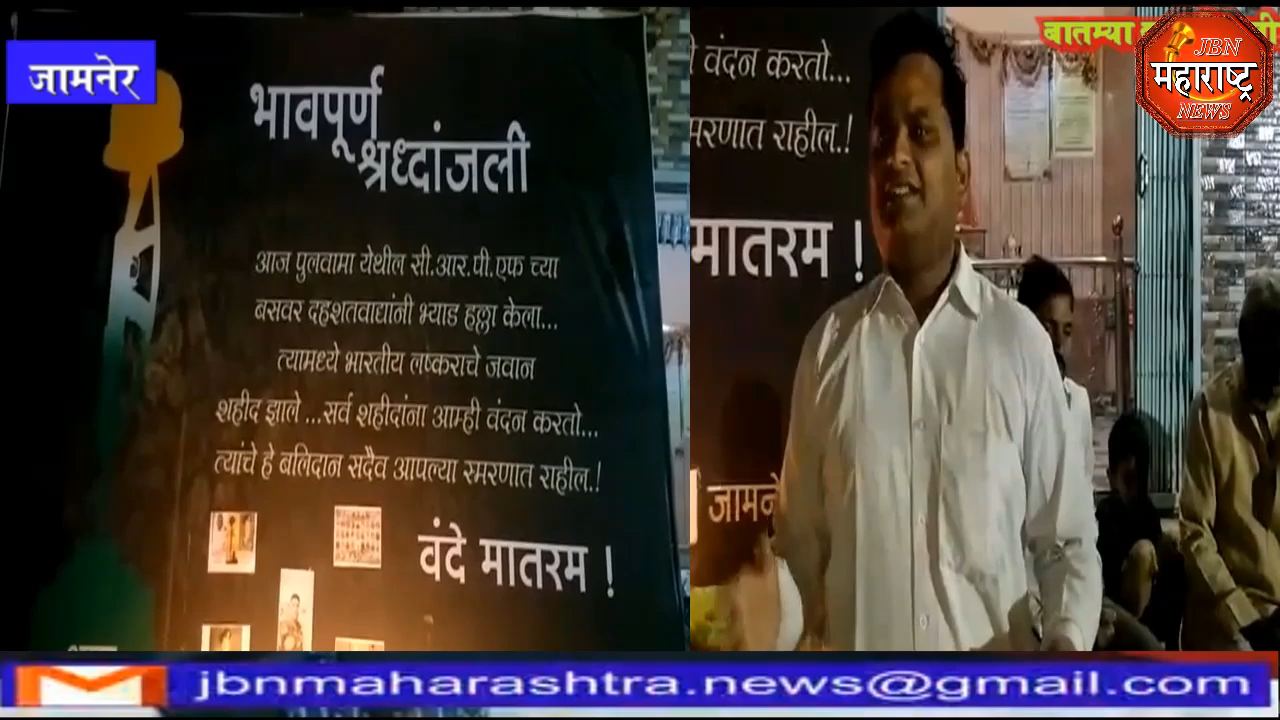 जामनेर
भावपूर्ण
श्रध्दांजली
आज पुलवामा येथील सी.आर.पी.एफ च्या
बसवर दहशतवाद्यांनी भ्याड हल्ला केला...
त्यामध्ये भारतीय लष्कराचे जवान
शहीद झाले ...सर्व शहीदांना आम्ही वंदन करतो...
त्यांचे हे बलिदान सदैव आपल्या स्मरणात राहील.!
वंदे मातरम !
वंदन करतो...
राहील.!
मातरम !
बातम्या
JBN
महाराष्ट्र
NEWS
jbnmaharashtra.news@gmail.com